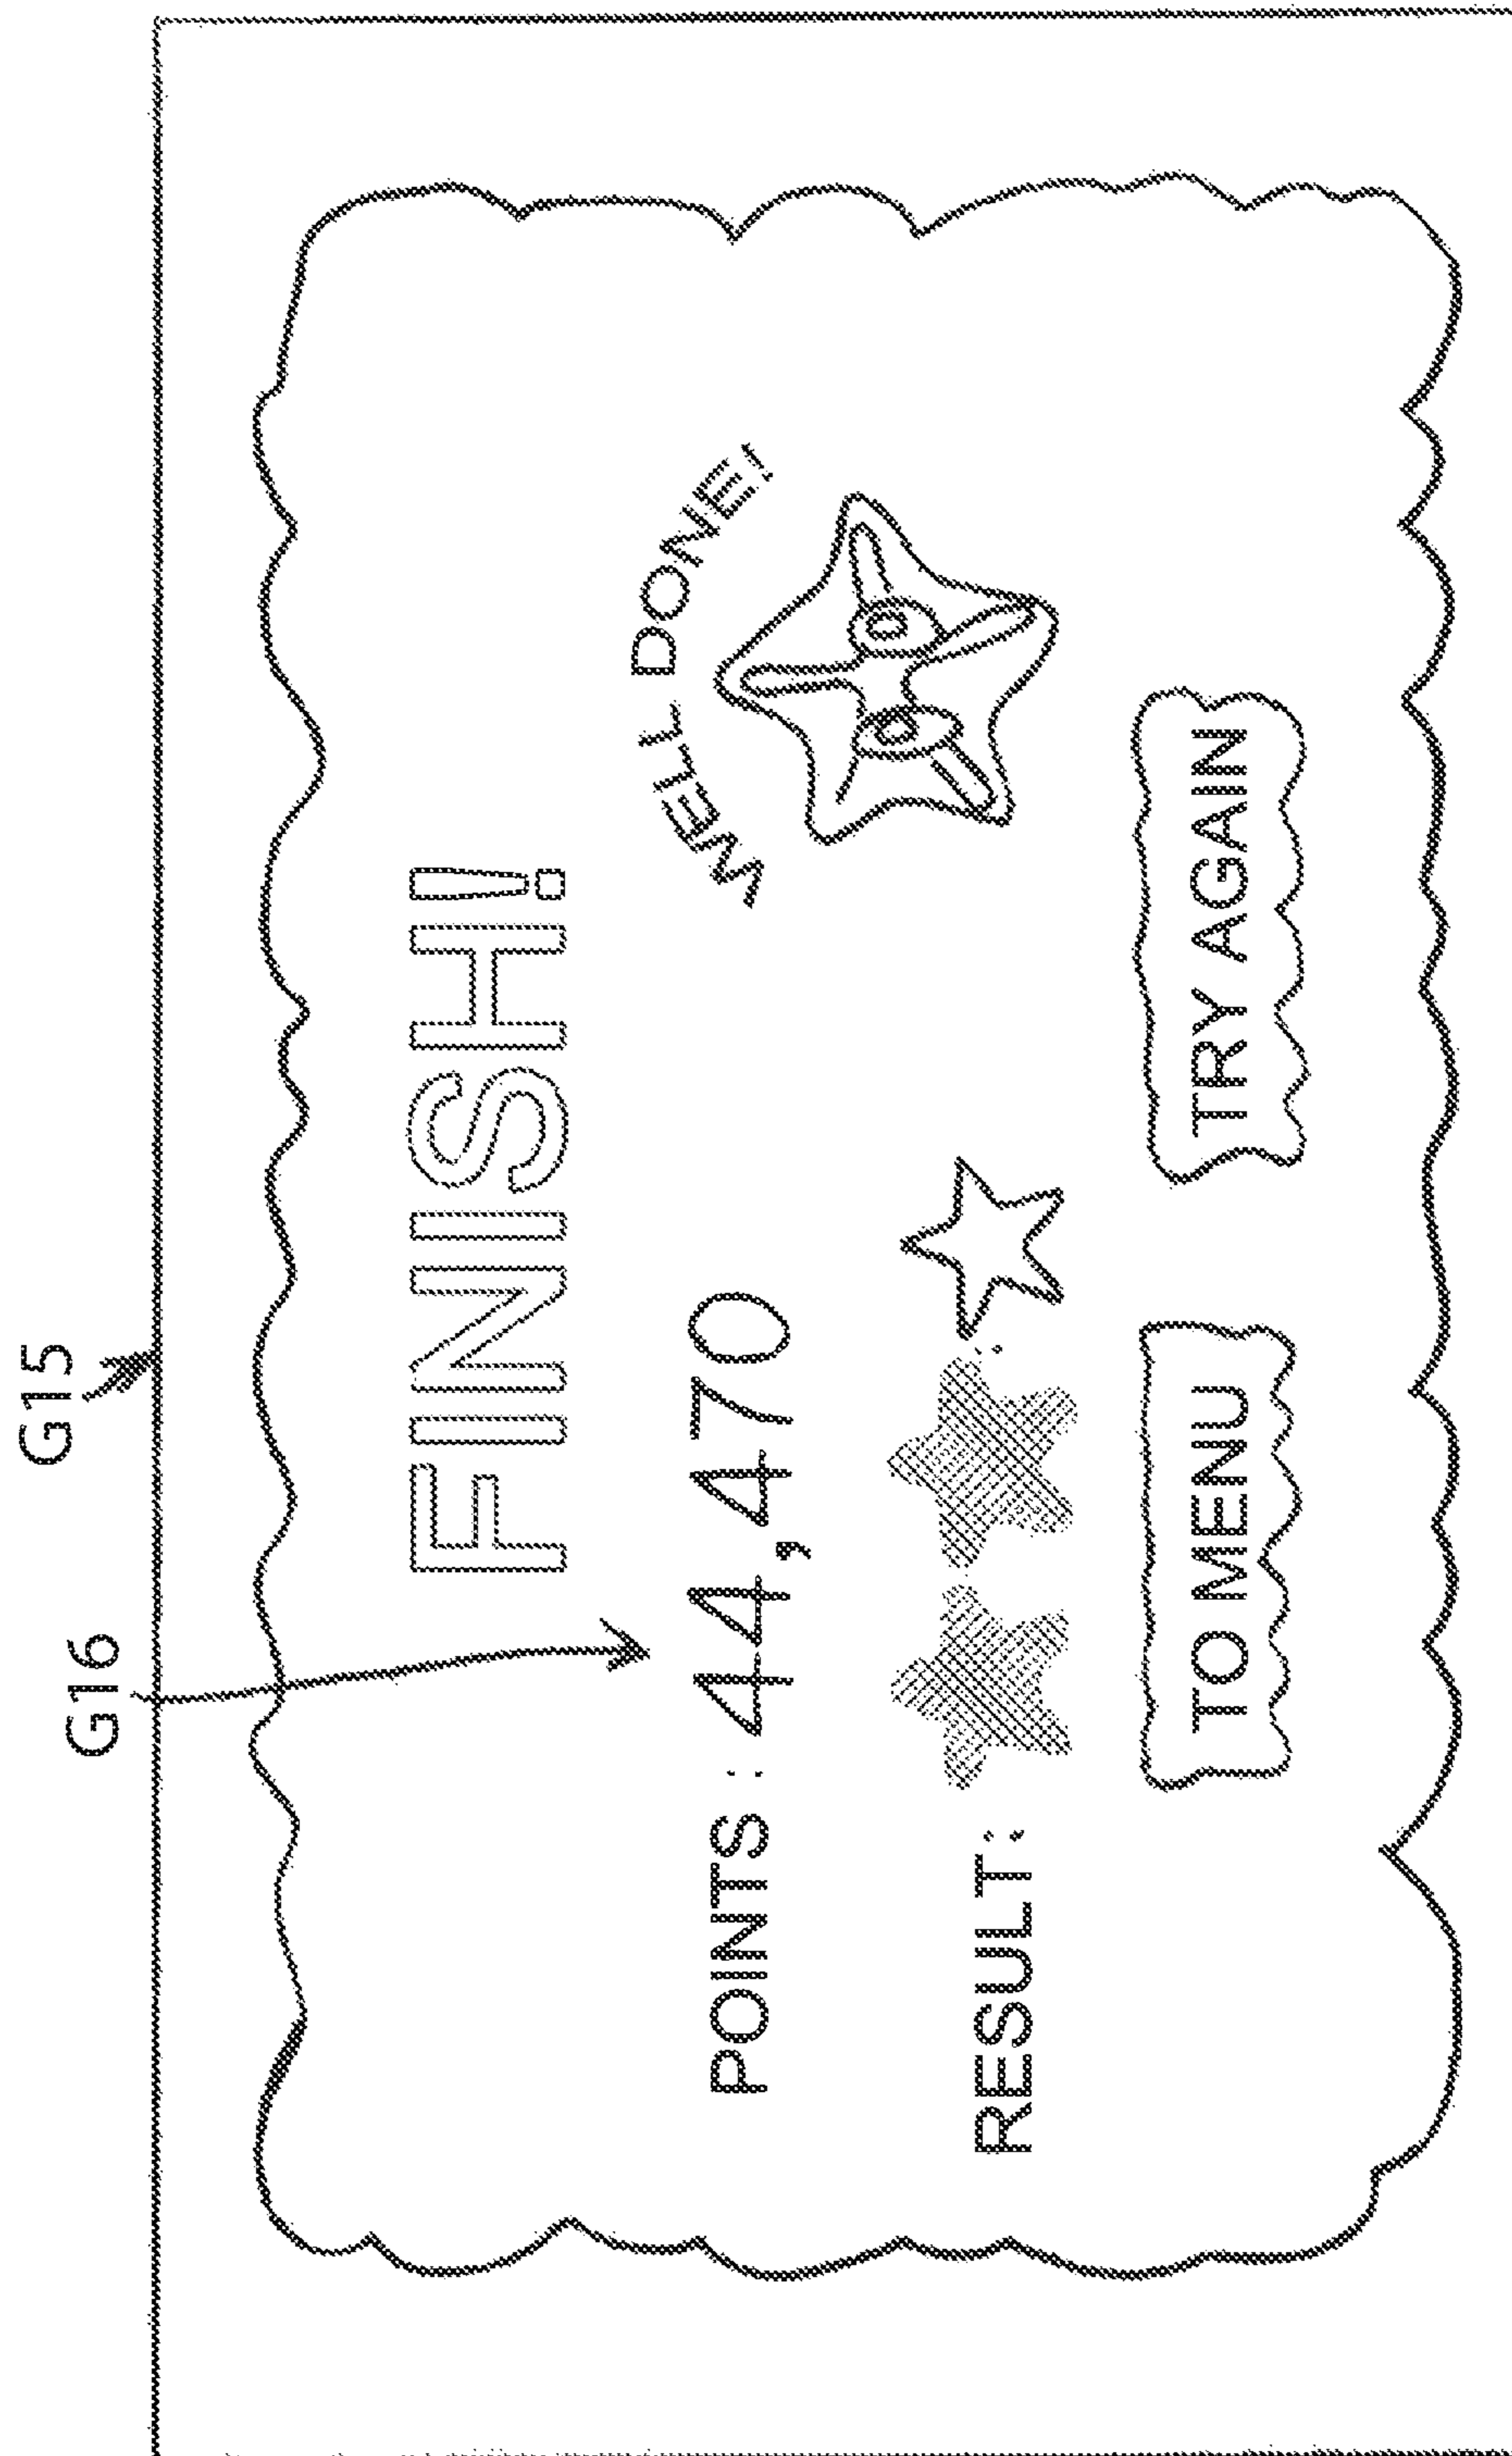 G16
G15
FINISH!
WELL DONE!
POINTS : 44,470
RESULT:
TO MENU
TRY AGAIN